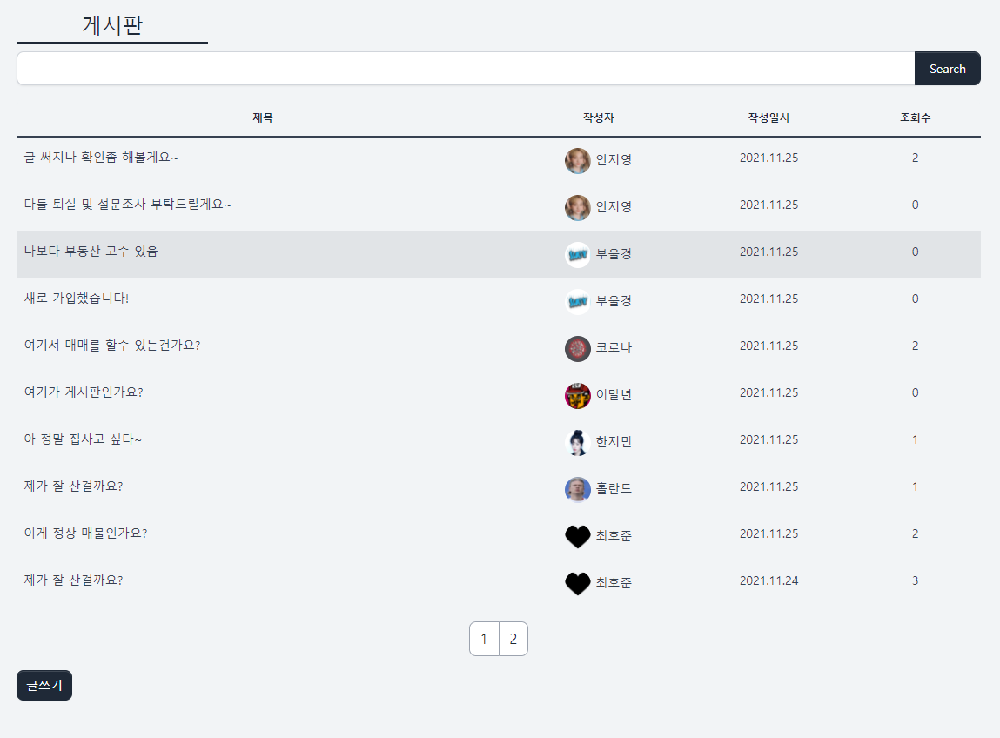 게시판
Search
제목 작성자 작성일시 조회수
글 써지나 확인좀 해볼게요~ 안지영 2021.11.25 2
다들 퇴실 및 설문조사 부탁드릴게요~ 안지영 2021.11.25 0
나보다 부동산 고수 있음 부울경 2021.11.25 0
새로 가입했습니다! 부울경 2021.11.25 0
여기서 매매를 할수 있는건가요? 코로나 2021.11.25 2
여기가 게시판인가요? 이말년 2021.11.25 0
아 정말 집사고 싶다~ 한지민 2021.11.25 1
제가 잘 산걸까요? 홀란드 2021.11.25 1
이게 정상 매물인가요? 최호준 2021.11.25 2
제가 잘 산걸까요? 최호준 2021.11.24 3
1 2
글쓰기